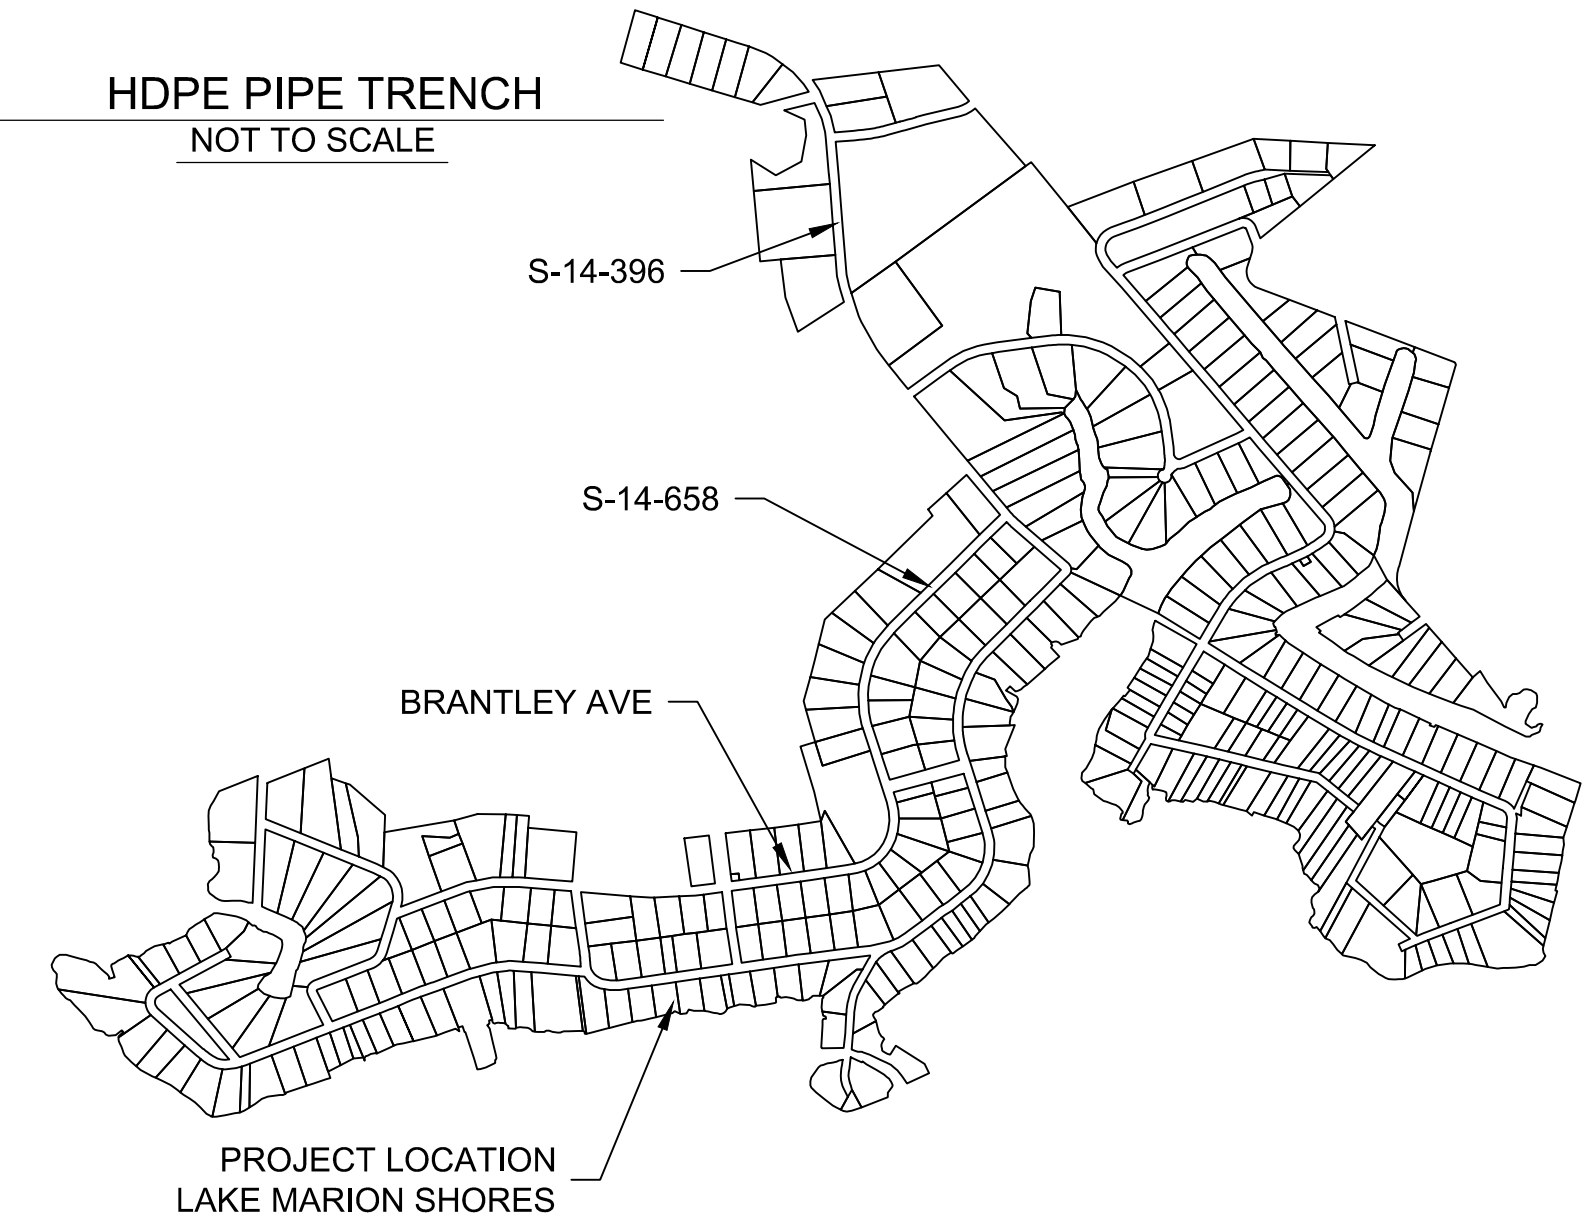 HDPE PIPE TRENCH
NOT TO SCALE
S-14-396
S-14-658
BRANTLEY AVE
PROJECT LOCATION
LAKE MARION SHORES